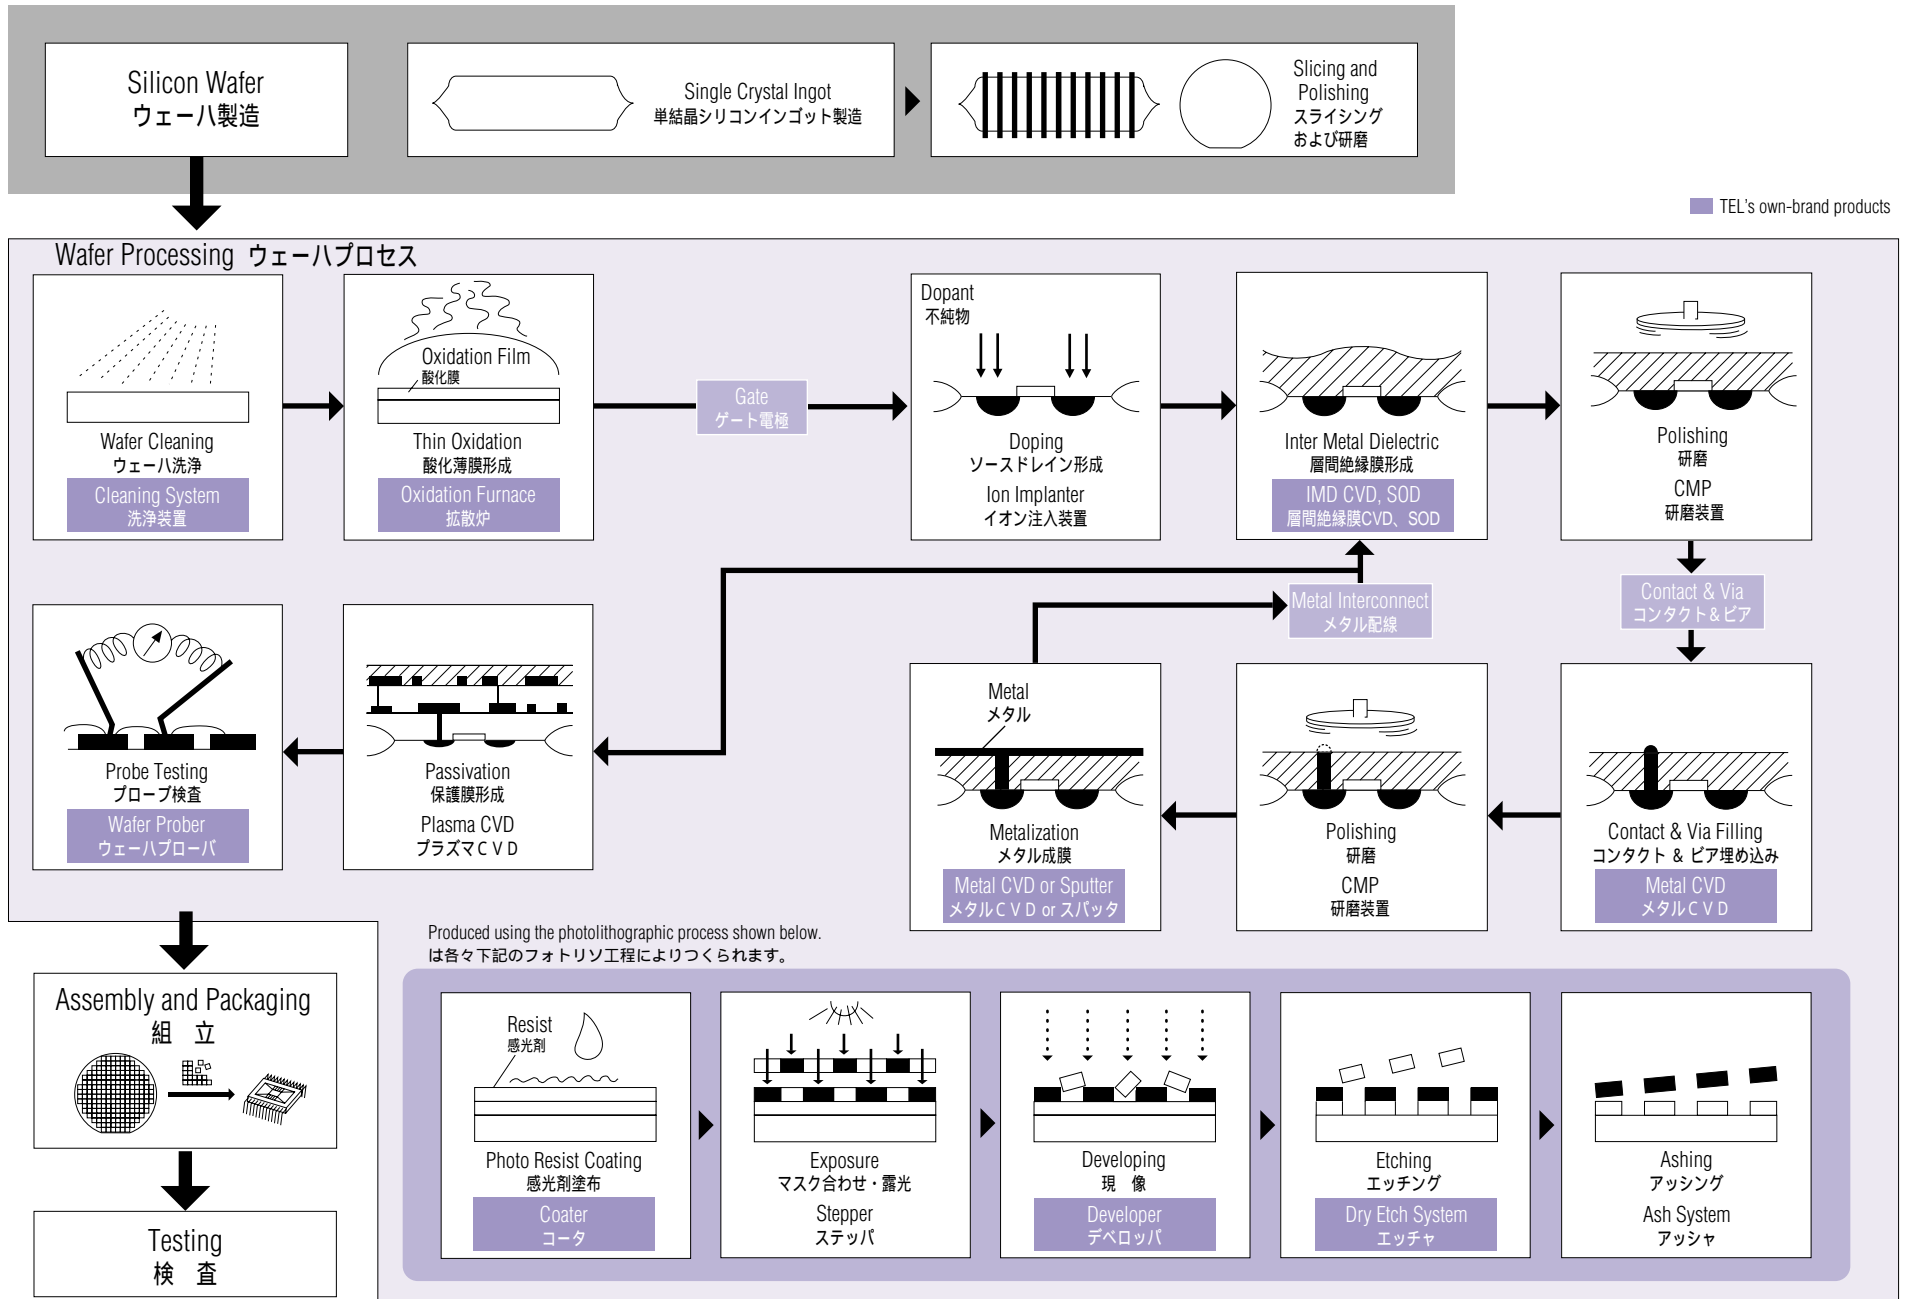 Silicon Wafer
ウェーハ製造
Single Crystal Ingot
単結晶シリコンインゴット製造
Slicing and
Polishing
スライシング
および研磨
TEL's own-brand products
Wafer Processing ウェーハプロセス
Wafer Cleaning
ウェーハ洗浄
Cleaning System
洗浄装置
Oxidation Film
酸化膜
Thin Oxidation
酸化薄膜形成
Oxidation Furnace
拡散炉
Gate
ゲート電極
Dopant
不純物
Doping
ソースドレイン形成
Ion Implanter
イオン注入装置
Inter Metal Dielectric
層間絶縁膜形成
IMD CVD, SOD
層間絶縁膜CVD、SOD
Polishing
研磨
CMP
研磨装置
Contact & Via
コンタクト&ビア
Contact & Via Filling
コンタクト & ビア埋め込み
Metal CVD
メタルCVD
Polishing
研磨
CMP
研磨装置
Metal
メタル
Metalization
メタル成膜
Metal CVD or Sputter
メタルCVD or スパッタ
Metal Interconnect
メタル配線
Passivation
保護膜形成
Plasma CVD
プラズマCVD
Probe Testing
プローブ検査
Wafer Prober
ウェーハプローバ
Produced using the photolithographic process shown below.
は各々下記のフォトリソ工程によりつくられます。
Resist
感光剤
Photo Resist Coating
感光剤塗布
Coater
コータ
Exposure
マスク合わせ・露光
Stepper
ステッパ
Developing
現 像
Developer
デベロッパ
Etching
エッチング
Dry Etch System
エッチャ
Ashing
アッシング
Ash System
アッシャ
Assembly and Packaging
組 立
Testing
検 査